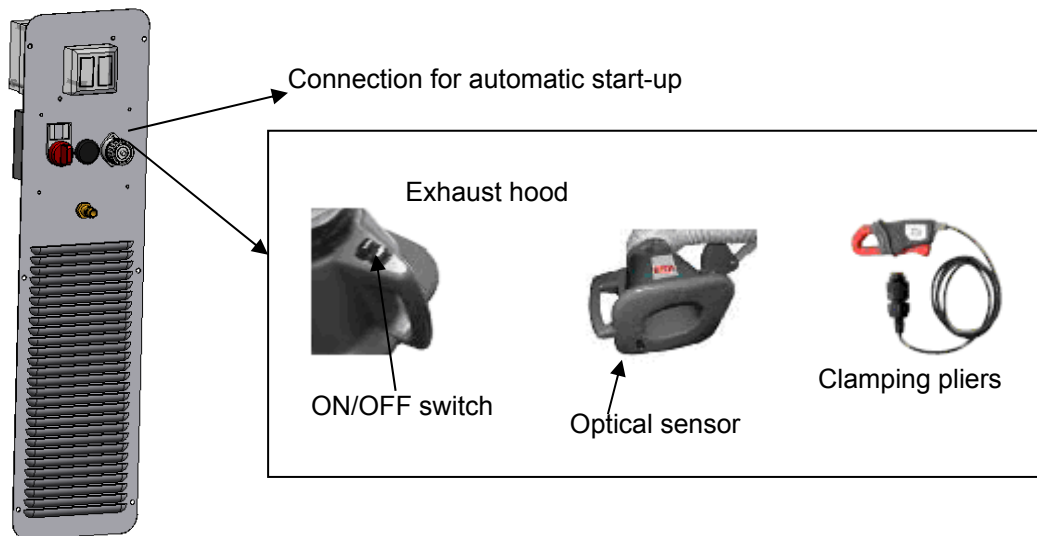 Connection for automatic start-up
Exhaust hood
ON/OFF switch
Optical sensor
Clamping pliers